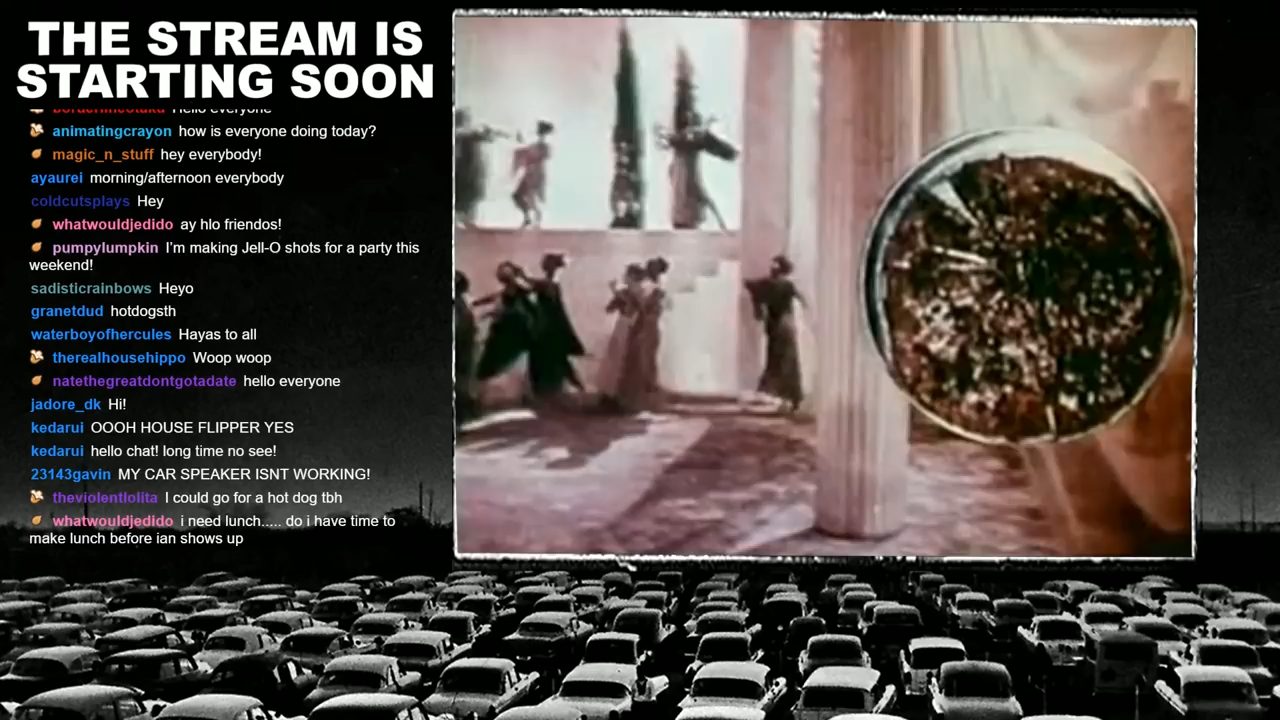 THE STREAM IS
STARTING SOON
borderlineotaku Hello everyone
animatingcrayon how is everyone doing today?
magic_n_stuff hey everybody!
ayaurei morning/afternoon everybody
coldcutsplays Hey
whatwouldjedido ay hlo friendos!
pumpylumpkin I'm making Jell-O shots for a party this
weekend!
sadisticrainbows Heyo
granetdud hotdogsth
waterboyofhercules Hayas to all
therealhousehippo Woop woop
natethegreatdontgotadate hello everyone
jadore_dk Hi!
kedarui OOOH HOUSE FLIPPER YES
kedarui hello chat! long time no see!
23143gavin MY CAR SPEAKER ISNT WORKING!
theviolentlolita I could go for a hot dog tbh
whatwouldjedido i need lunch..... do i have time to
make lunch before ian shows up